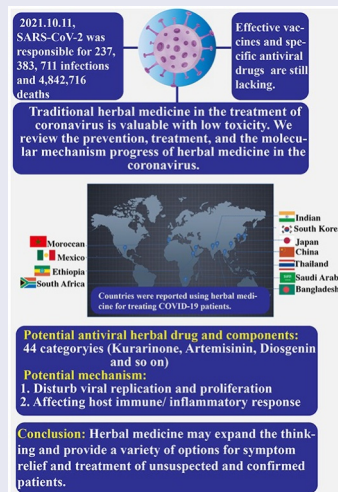 2021.10.11,
SARS-CoV-2 was
responsible for 237,
383, 711 infections
and 4,842,716
deaths
Effective vac-
cines and spe-
cific antiviral
drugs are still
lacking.
Traditional herbal medicine in the treatment of
coronavirus is valuable with low toxicity. We
review the prevention, treatment, and the molecu-
lar mechanism progress of herbal medicine in the
coronavirus.
Moroccan
Mexico
Ethiopia
South Africa
Indian
South Kore
Japan
China
Thailand
Saudi Arab
Bangladesh
Countries were reported using herbal medi-
cine for treating COVID-19 patients.
Potential antiviral herbal drug and components:
44 categoryies (Kurarinone, Artemisinin, Diosgenin
and so on)
Potential mechanism:
1. Disturb viral replication and proliferation
2. Affecting host immune/ inflammatory response
Conclusion: Herbal medicine may expand the think-
ing and provide a variety of options for symptom
relief and treatment of unsuspected and confirmed
patients.